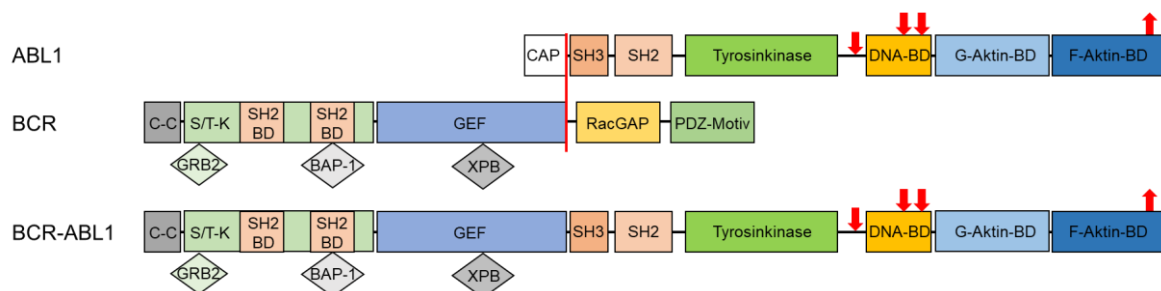 ABL1
CAP SH3 SH2 Tyrosinkinase DNA-BD G-Aktin-BD F-Aktin-BD
BCR
C-C S/T-K SH2 BD SH2 BD GEF RacGAP PDZ-Motiv
GRB2 BAP-1 XPB
BCR-ABL1
C-C S/T-K SH2 BD SH2 BD GEF SH3 SH2 Tyrosinkinase DNA-BD G-Aktin-BD F-Aktin-BD
GRB2 BAP-1 XPB